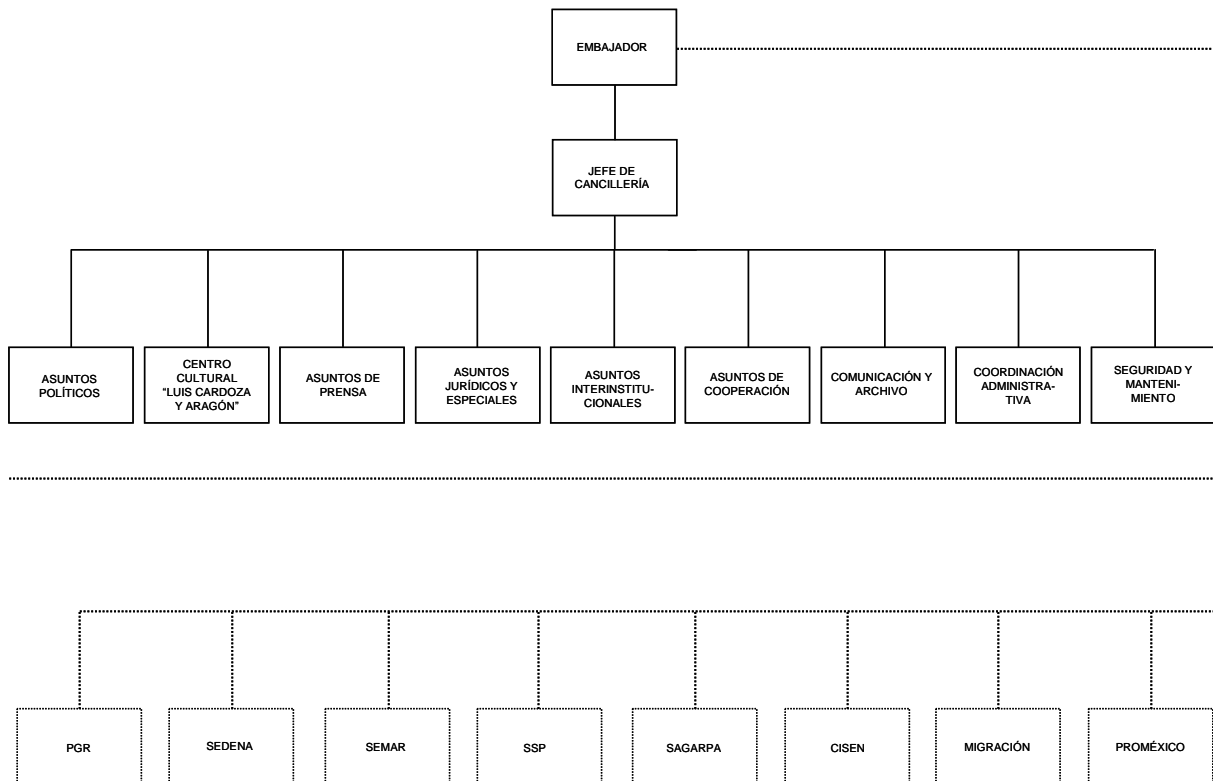 EMBAJADOR
JEFE DE
CANCILLERÍA
ASUNTOS
POLÍTICOS
CENTRO
CULTURAL
"LUIS CARDOZA
Y ARAGÓN"
ASUNTOS DE
PRENSA
ASUNTOS
JURÍDICOS Y
ESPECIALES
ASUNTOS
INTERINSTITU-
CIONALES
ASUNTOS DE
COOPERACIÓN
COMUNICACIÓN Y
ARCHIVO
COORDINACIÓN
ADMINISTRA-
TIVA
SEGURIDAD Y
MANTENI-
MIENTO
PGR
SEDENA
SEMAR
SSP
SAGARPA
CISEN
MIGRACIÓN
PROMÉXICO